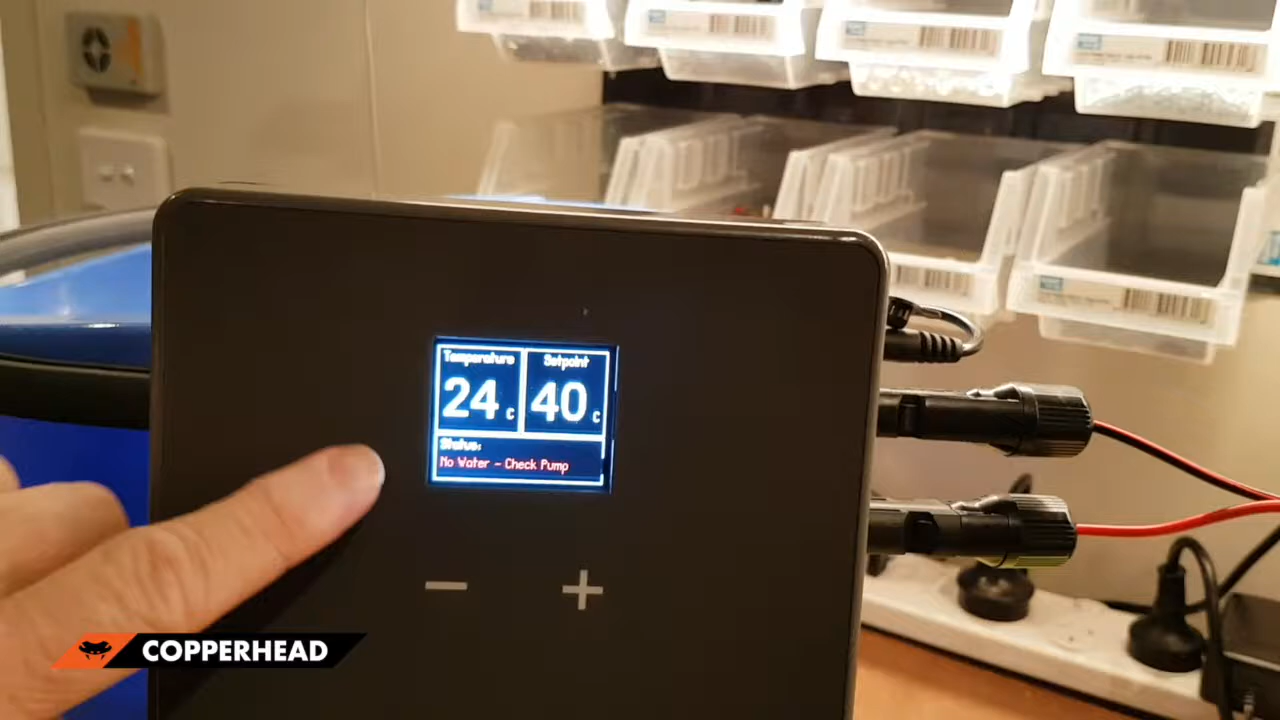 Temperature
Setpoint
24 c
40 c
Status:
No Water - Check Pump
− +
COPPERHEAD